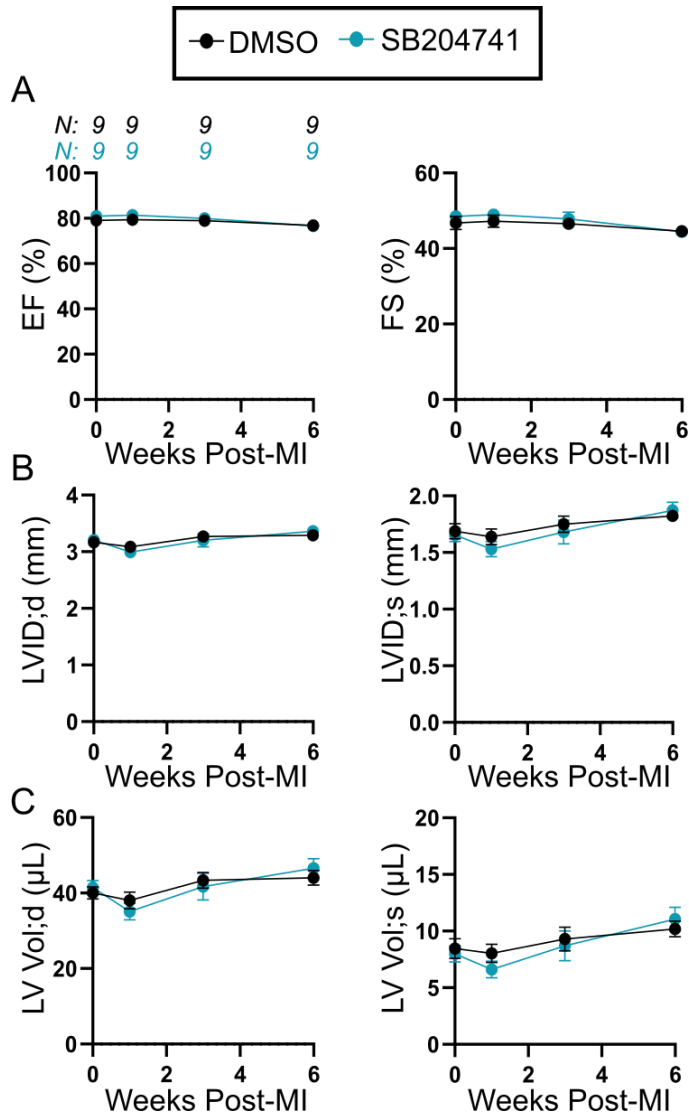 DMSO SB204741
A
N: 9 9 9 9
N: 9 9 9 9
100
80
60
40
20
0
EF (%)
0 2 4 6
Weeks Post-MI
60
40
20
0
FS (%)
0 2 4 6
Weeks Post-MI
B
4
3
2
1
0
LVID;d (mm)
0 2 4 6
Weeks Post-MI
2.0
1.5
1.0
0.5
0.0
LVID;s (mm)
0 2 4 6
Weeks Post-MI
C
60
40
20
0
LV Vol;d (µL)
0 2 4 6
Weeks Post-MI
20
15
10
5
0
LV Vol;s (µL)
0 2 4 6
Weeks Post-MI